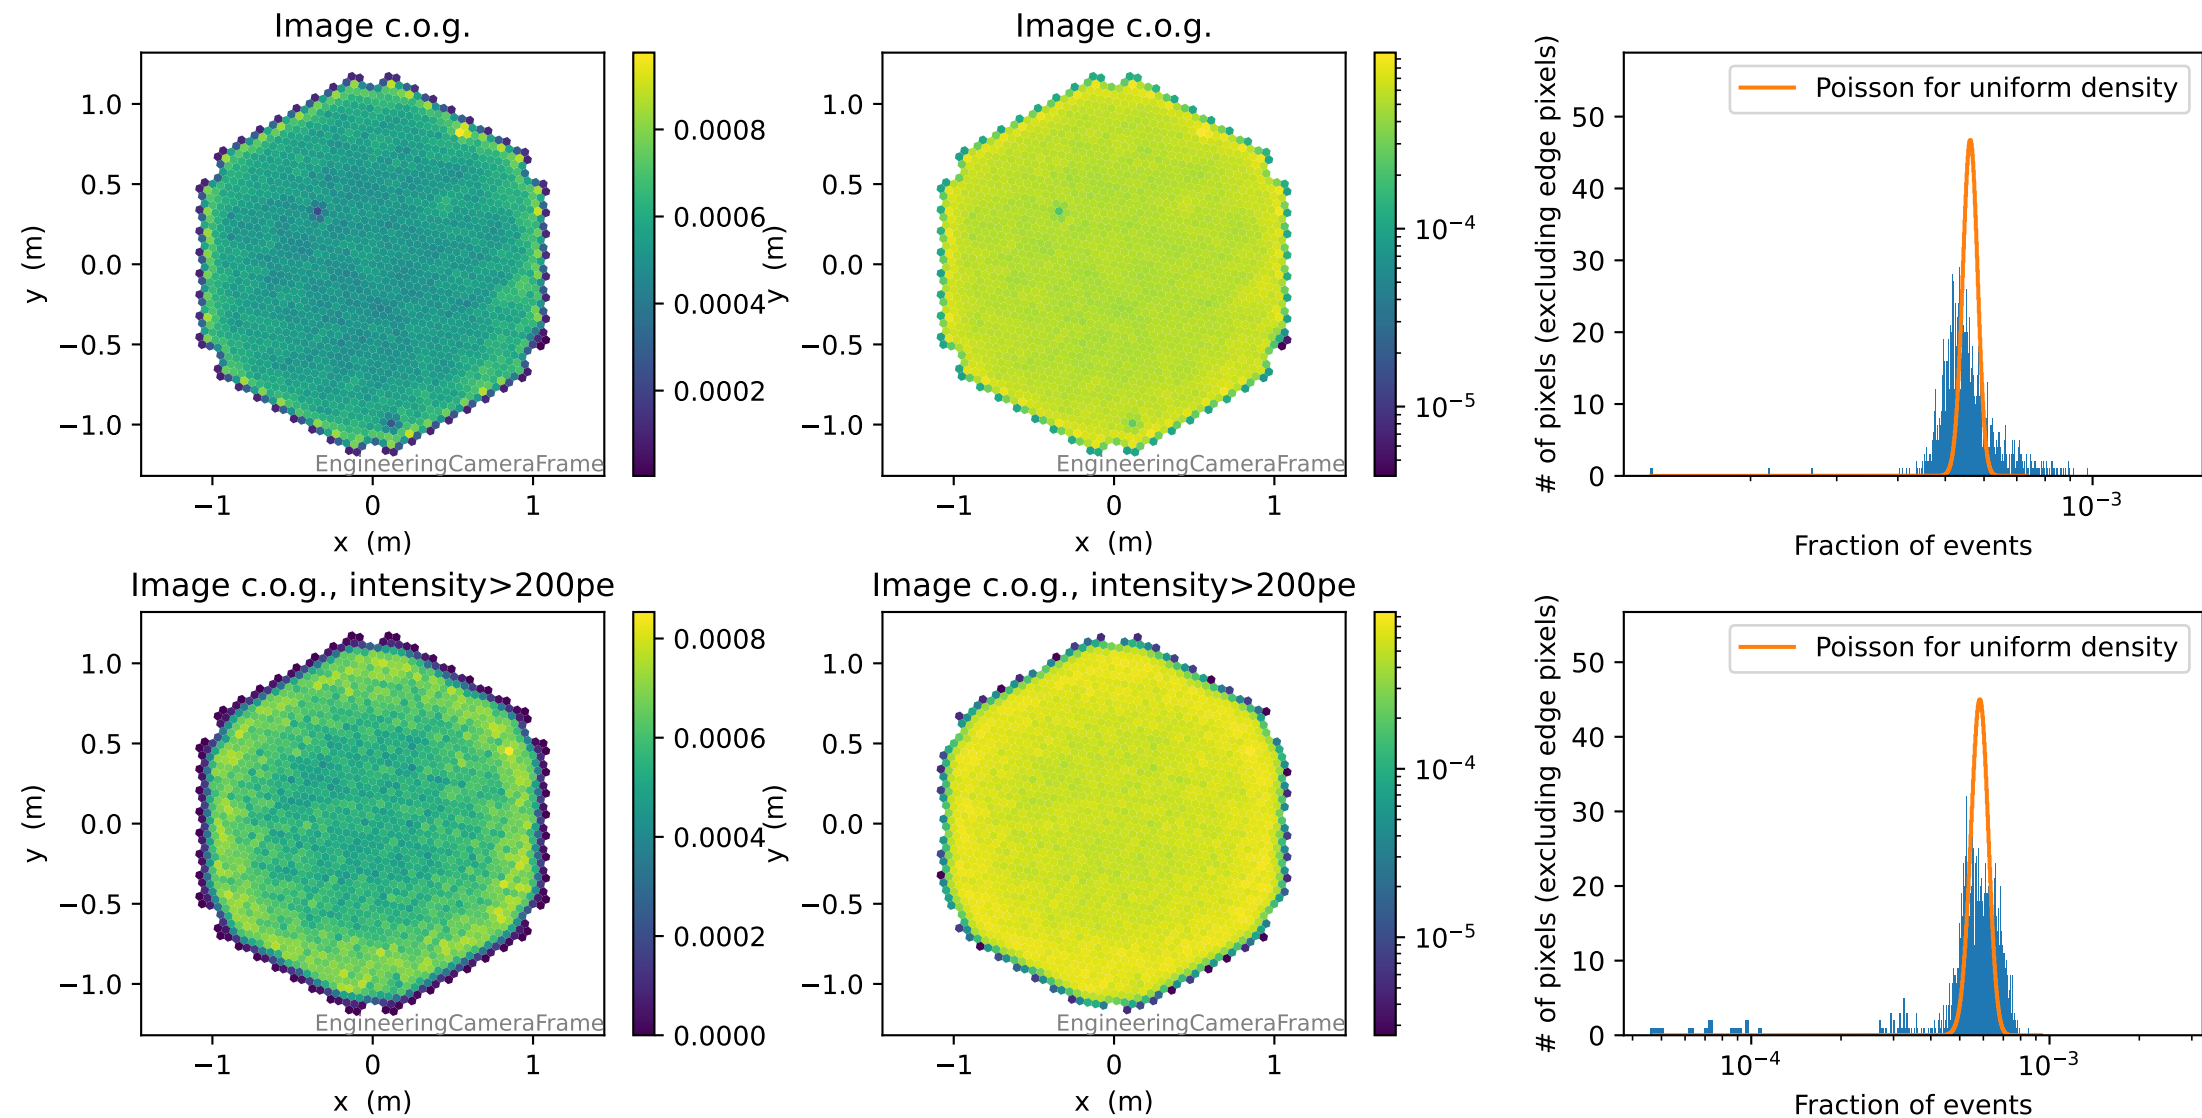 Image c.o.g.
1.0
0.5
0.0
−0.5
−1.0
y (m)
−1
0
1
x (m)
EngineeringCameraFrame
0.0008
0.0006
0.0004
0.0002
Image c.o.g.
1.0
0.5
0.0
−0.5
−1.0
y (m)
−1
0
1
x (m)
EngineeringCameraFrame
10⁻⁴
10⁻⁵
# of pixels (excluding edge pixels)
50
40
30
20
10
0
Poisson for uniform density
10⁻³
Fraction of events
Image c.o.g., intensity>200pe
1.0
0.5
0.0
−0.5
−1.0
y (m)
−1
0
1
x (m)
EngineeringCameraFrame
0.0008
0.0006
0.0004
0.0002
0.0000
Image c.o.g., intensity>200pe
1.0
0.5
0.0
−0.5
−1.0
y (m)
−1
0
1
x (m)
EngineeringCameraFrame
10⁻⁴
10⁻⁵
# of pixels (excluding edge pixels)
50
40
30
20
10
0
Poisson for uniform density
10⁻⁴
10⁻³
Fraction of events